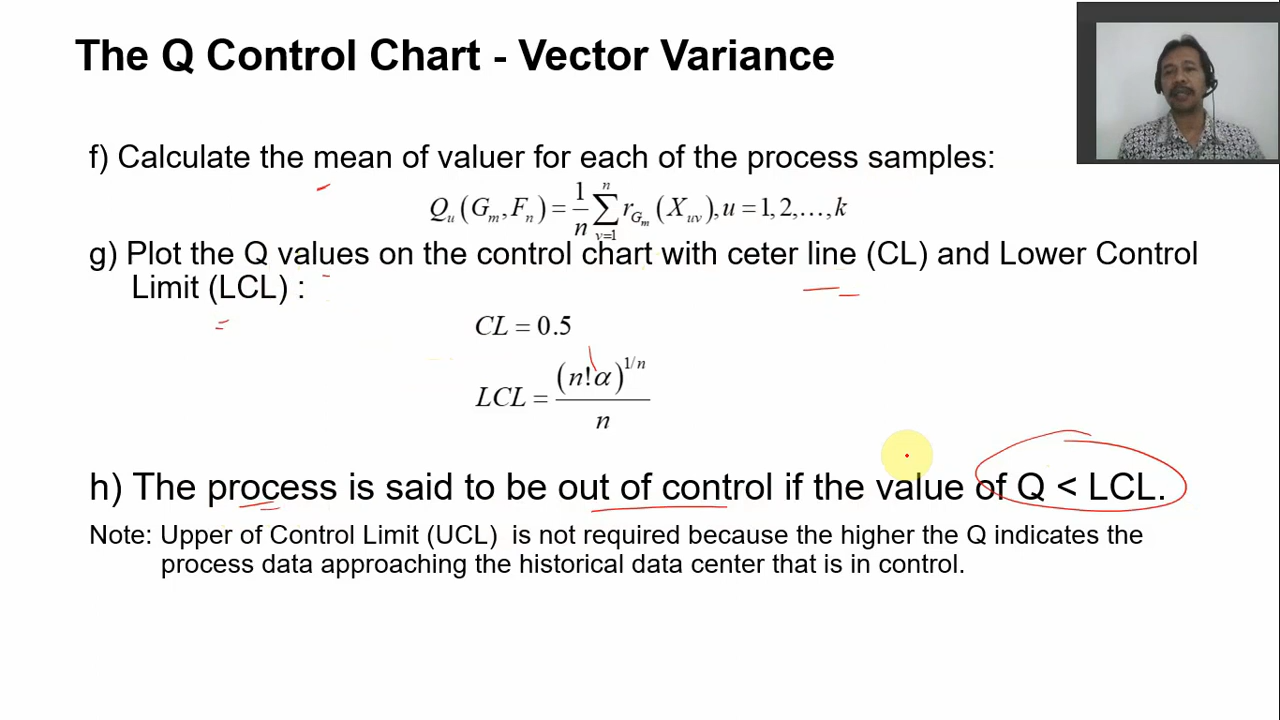 The Q Control Chart - Vector Variance
f) Calculate the mean of valuer for each of the process samples:
Q_u (G_m, F_n) = \frac{1}{n} \sum_{v=1}^{n} r_{G_m} (X_{uv}), u = 1, 2, ..., k
g) Plot the Q values on the control chart with ceter line (CL) and Lower Control
Limit (LCL) :
CL = 0.5
LCL = \frac{(n!α)^{1/n}}{n}
h) The process is said to be out of control if the value of Q < LCL.
Note: Upper of Control Limit (UCL) is not required because the higher the Q indicates the
process data approaching the historical data center that is in control.